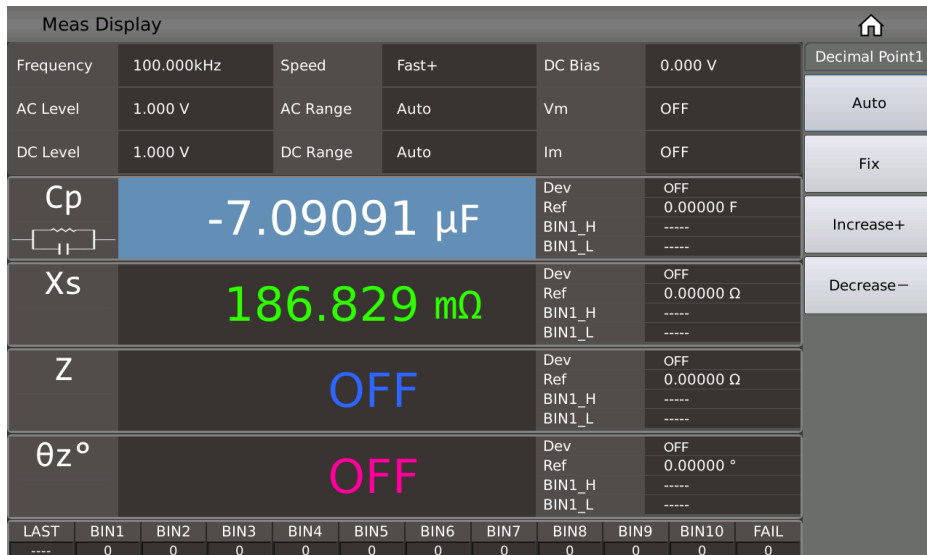 Meas Display
Decimal Point1
Frequency 100.000kHz Speed Fast+ DC Bias 0.000 V
Auto
AC Level 1.000 V AC Range Auto Vm OFF
DC Level 1.000 V DC Range Auto Im OFF
Fix
Cp -7.09091 µF
Dev OFF
Ref 0.00000 F
BIN1_H -----
BIN1_L -----
Increase+
Xs 186.829 mΩ
Dev OFF
Ref 0.00000 Ω
BIN1_H -----
BIN1_L -----
Decrease−
Z OFF
Dev OFF
Ref 0.00000 Ω
BIN1_H -----
BIN1_L -----
θz° OFF
Dev OFF
Ref 0.00000 °
BIN1_H -----
BIN1_L -----
LAST BIN1 BIN2 BIN3 BIN4 BIN5 BIN6 BIN7 BIN8 BIN9 BIN10 FAIL
---- 0 0 0 0 0 0 0 0 0 0 0